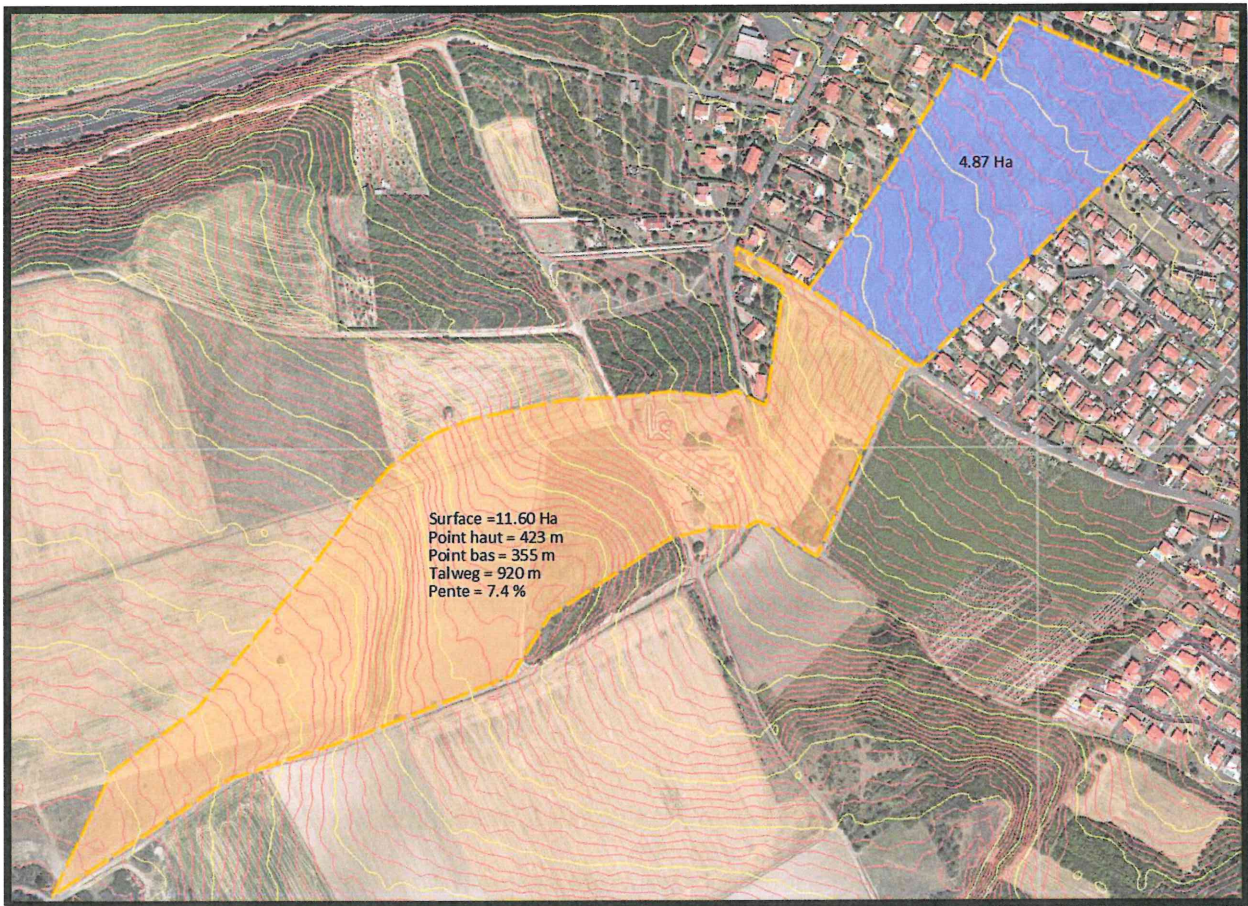 4.87 Ha
Surface =11.60 Ha
Point haut = 423 m
Point bas = 355 m
Talweg = 920 m
Pente = 7.4 %